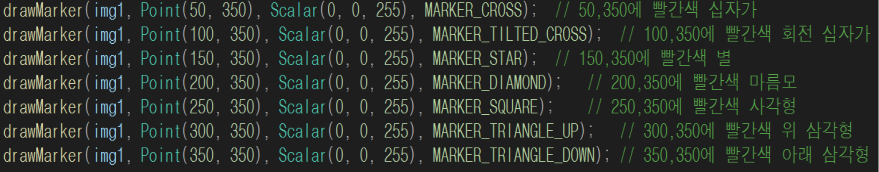 drawMarker(img1, Point(50, 350), Scalar(0, 0, 255), MARKER_CROSS);  // 50,350에 빨간색 십자가
drawMarker(img1, Point(100, 350), Scalar(0, 0, 255), MARKER_TILTED_CROSS);  // 100,350에 빨간색 회전 십자가
drawMarker(img1, Point(150, 350), Scalar(0, 0, 255), MARKER_STAR);  // 150,350에 빨간색 별
drawMarker(img1, Point(200, 350), Scalar(0, 0, 255), MARKER_DIAMOND);    // 200,350에 빨간색 마름모
drawMarker(img1, Point(250, 350), Scalar(0, 0, 255), MARKER_SQUARE);    // 250,350에 빨간색 사각형
drawMarker(img1, Point(300, 350), Scalar(0, 0, 255), MARKER_TRIANGLE_UP);   // 300,350에 빨간색 위 삼각형
drawMarker(img1, Point(350, 350), Scalar(0, 0, 255), MARKER_TRIANGLE_DOWN); // 350,350에 빨간색 아래 삼각형